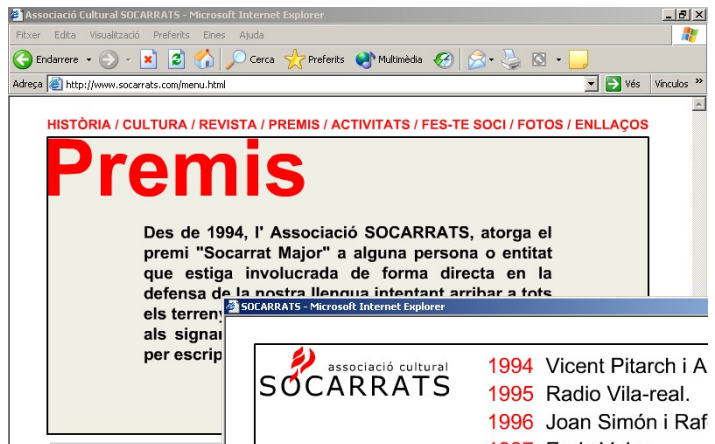 Associació Cultural SOCARRATS - Microsoft Internet Explorer
Fitxer Edita Visualització Preferits Eines Ajuda
Endarrere Cerca Preferits Multimèdia
Adreça http://www.socarrats.com/menu.html Vés Vínculos »
HISTÒRIA / CULTURA / REVISTA / PREMIS / ACTIVITATS / FES-TE SOCI / FOTOS / ENLLAÇOS
Premis
Des de 1994, l' Associació SOCARRATS, atorga el
premi "Socarrat Major" a alguna persona o entitat
que estiga involucrada de forma directa en la
defensa de la nostra llengua intentant arribar a tots
els terren
als signa
per escrip
SOCARRATS - Microsoft Internet Explorer
associació cultural
SOCARRATS
1994 Vicent Pitarch i A
1995 Radio Vila-real.
1996 Joan Simón i Raf